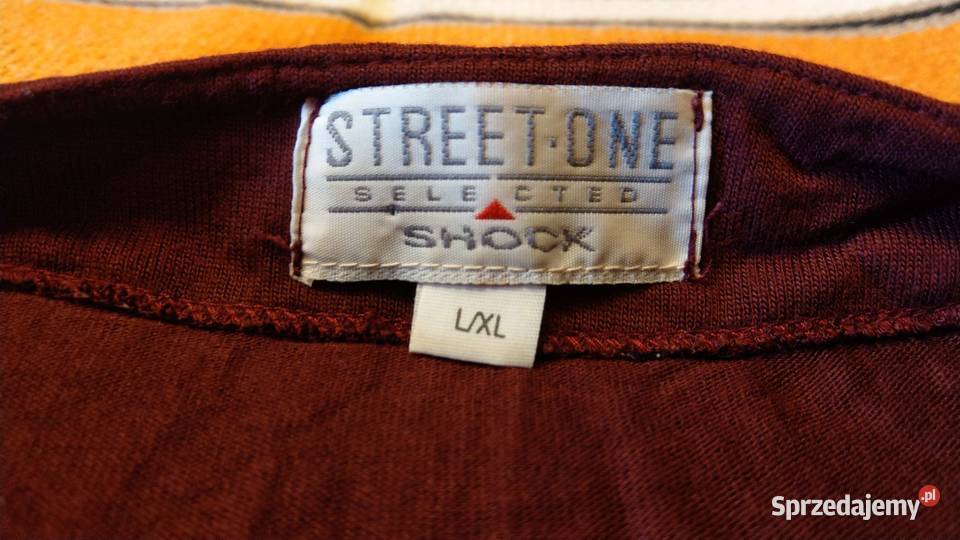 STREET·ONE
SELECTED
SHOCK
L/XL
Sprzedajemy.pl